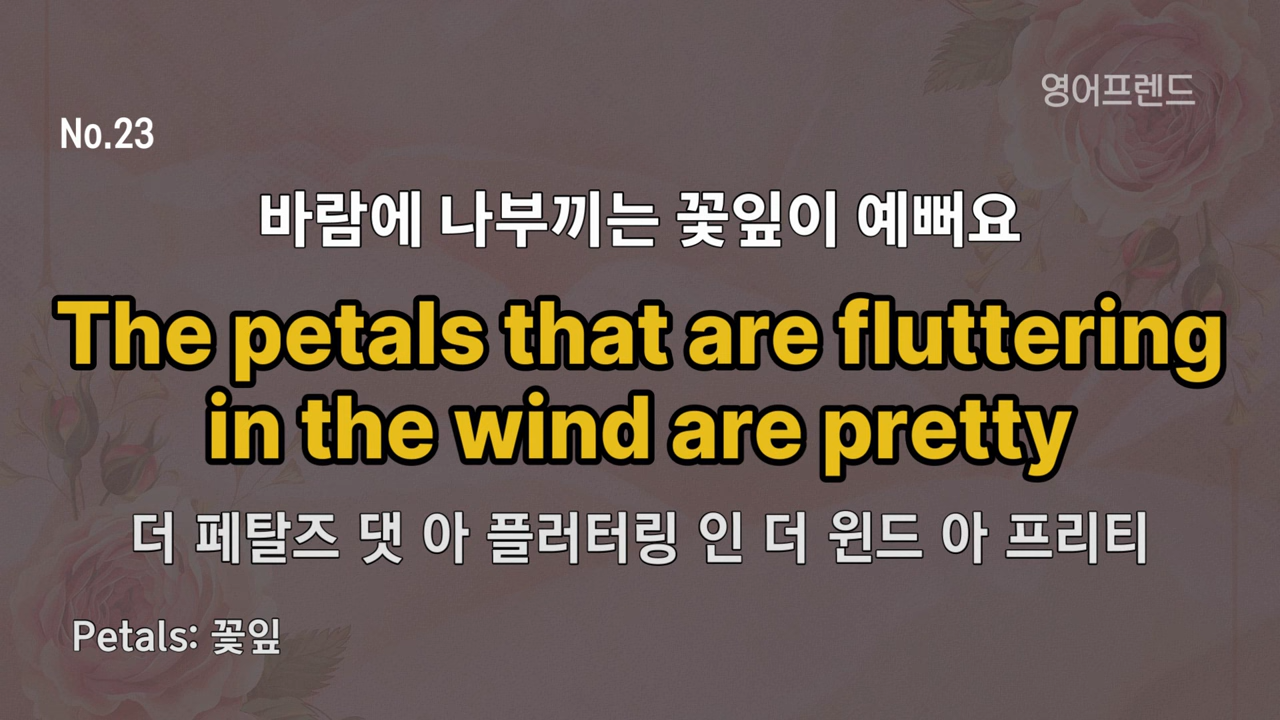 영어프렌드
No.23
바람에 나부끼는 꽃잎이 예뻐요
The petals that are fluttering
in the wind are pretty
더 페탈즈 댓 아 플러터링 인 더 윈드 아 프리티
Petals: 꽃잎